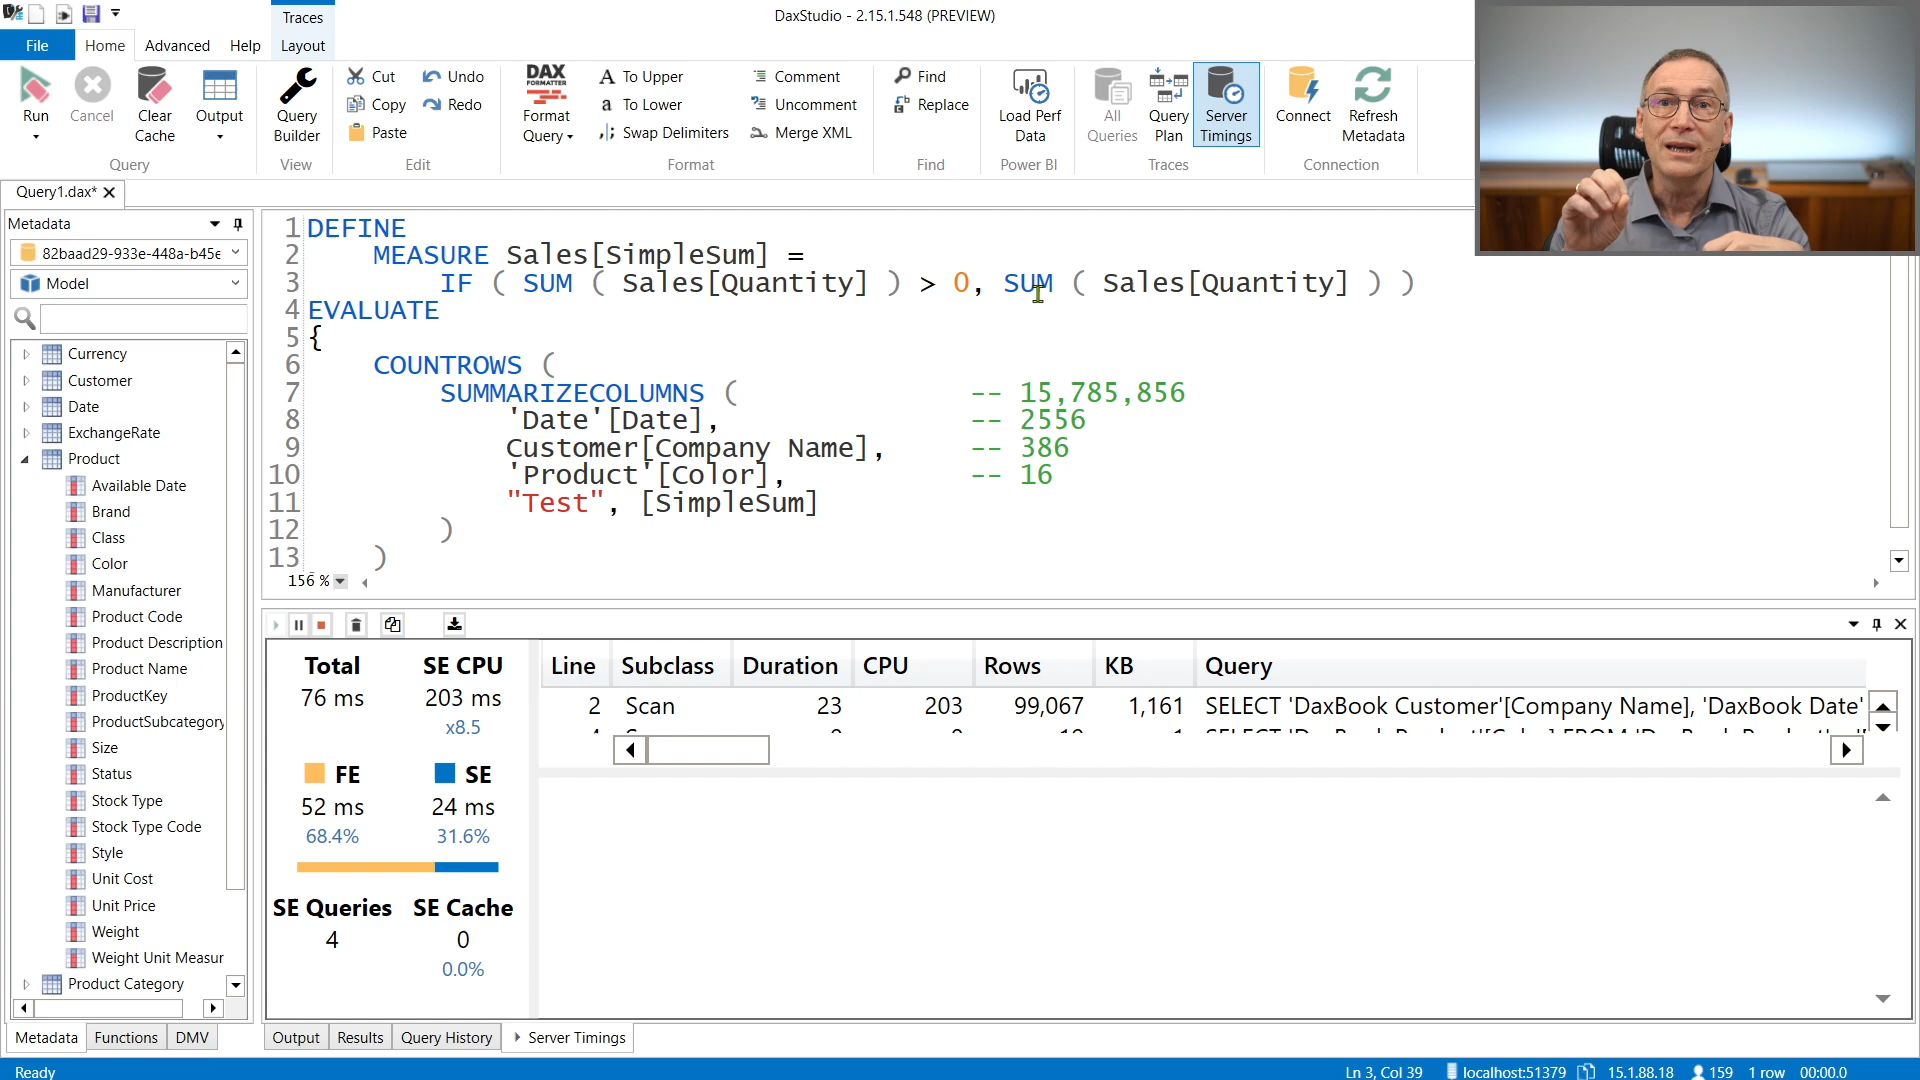 DaxStudio - 2.15.1.548 (PREVIEW)
Traces
File Home Advanced Help Layout
Run
Cancel
Clear Cache
Output
Query
Query Builder
View
Cut
Copy
Paste
Undo
Redo
Edit
DAX FORMATTER
Format Query
To Upper
To Lower
Swap Delimiters
Comment
Uncomment
Merge XML
Format
Find
Replace
Find
Load Perf Data
Power BI
All Queries
Query Plan
Server Timings
Traces
Connect
Refresh Metadata
Connection
Query1.dax*
Metadata
82baad29-933e-448a-b45e
Model
Currency
Customer
Date
ExchangeRate
Product
Available Date
Brand
Class
Color
Manufacturer
Product Code
Product Description
Product Name
ProductKey
ProductSubcategory
Size
Status
Stock Type
Stock Type Code
Style
Unit Cost
Unit Price
Weight
Weight Unit Measur
Product Category
Metadata Functions DMV
1 DEFINE
2 MEASURE Sales[SimpleSum] =
3 IF ( SUM ( Sales[Quantity] ) > 0, SUM ( Sales[Quantity] ) )
4 EVALUATE
5 {
6 COUNTROWS (
7 SUMMARIZECOLUMNS ( -- 15,785,856
8 'Date'[Date], -- 2556
9 Customer[Company Name], -- 386
10 'Product'[Color], -- 16
11 "Test", [SimpleSum]
12 )
13 )
156 %
Total SE CPU
76 ms 203 ms
x8.5
FE SE
52 ms 24 ms
68.4% 31.6%
SE Queries SE Cache
4 0
0.0%
Line Subclass Duration CPU Rows KB Query
2 Scan 23 203 99,067 1,161 SELECT 'DaxBook Customer'[Company Name], 'DaxBook Date'
Output Results Query History Server Timings
Ready Ln 3, Col 39 localhost:51379 15.1.88.18 159 1 row 00:00.0